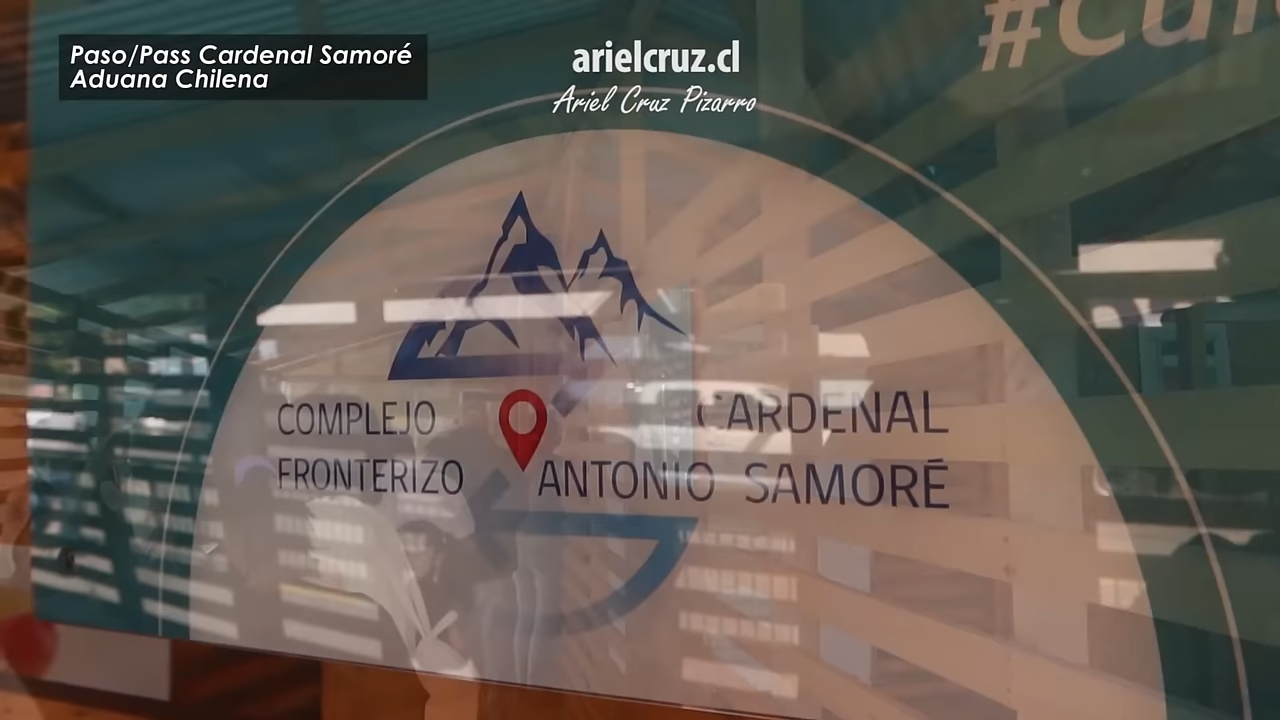 Paso/Pass Cardenal Samoré
Aduana Chilena
arielcruz.cl
Ariel Cruz Pizarro
COMPLEJO
FRONTERIZO
CARDENAL
ANTONIO SAMORÉ